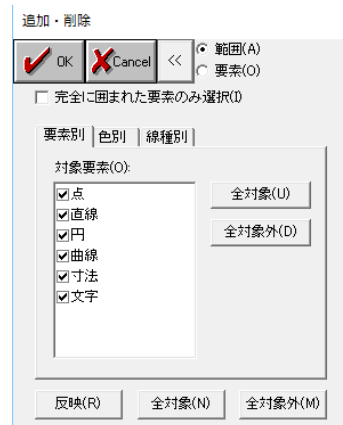 追加・削除
OK Cancel << 範囲(A)
要素(O)
完全に囲まれた要素のみ選択(I)
要素別 色別 線種別
対象要素(O):
点 全対象(U)
直線
円 全対象外(D)
曲線
寸法
文字
反映(R) 全対象(N) 全対象外(M)